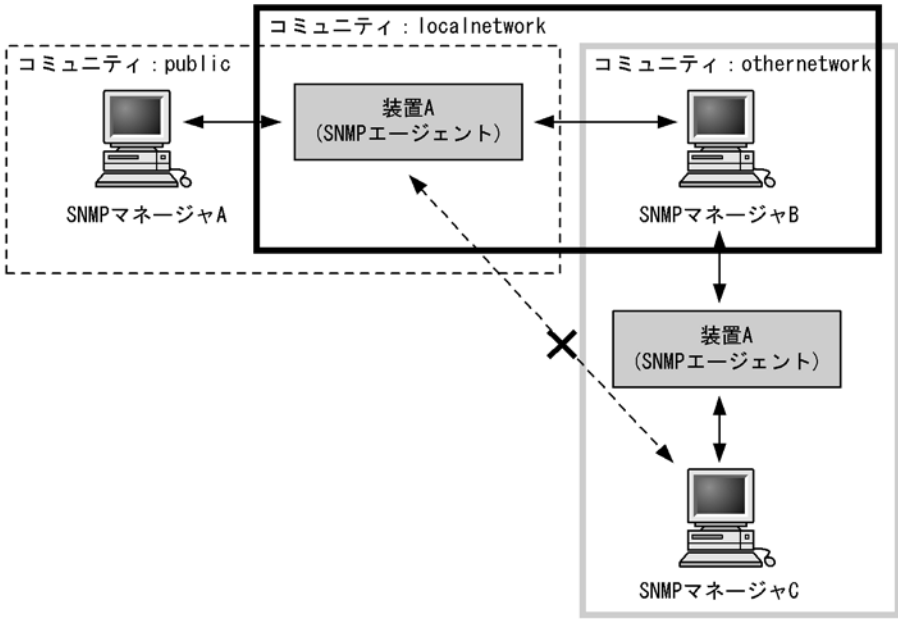 コミュニティ：localnetwork
コミュニティ：public
コミュニティ：othernetwork
装置A
(SNMPエージェント)
SNMPマネージャA
SNMPマネージャB
装置A
(SNMPエージェント)
SNMPマネージャC